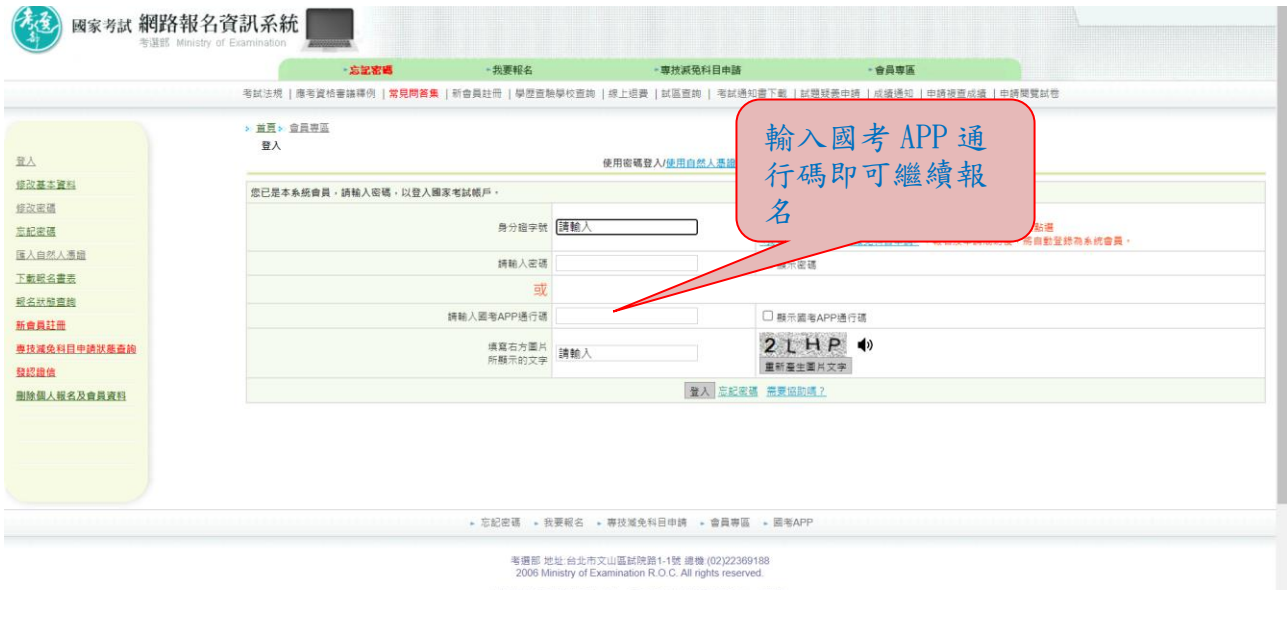 考選部
國家考試 網路報名資訊系統
考選部 Ministry of Examination
忘記密碼 我要報名 專技減免科目申請 會員專區
考試法規 | 應考資格審議釋例 | 常見問答集 | 新會員註冊 | 學歷查驗學校查詢 | 線上退費 | 試區查詢 | 考試通知書下載 | 試題疑義申請 | 成績通知 | 申請複查成績 | 申請閱覽試卷
首頁 會員專區
登入
使用密碼登入/使用自然人憑證
輸入國考 APP 通
行碼即可繼續報
名
登入
修改基本資料
修改密碼
忘記密碼
匯入自然人憑證
下載報名書表
報名狀態查詢
新會員註冊
專技減免科目申請狀態查詢
發認證信
刪除個人報名及會員資料
您已是本系統會員，請輸入密碼，以登入國家考試帳戶。
身分證字號 請輸入
點選
將自動登錄為系統會員。
請輸入密碼
顯示密碼
或
請輸入國考APP通行碼
顯示國考APP通行碼
填寫右方圖片
所顯示的文字
請輸入
2 L H P
重新產生圖片文字
登入 忘記密碼 需要協助嗎？
忘記密碼 我要報名 專技減免科目申請 會員專區 國考APP
考選部 地址:台北市文山區試院路1-1號 總機:(02)22369188
2006 Ministry of Examination R.O.C. All rights reserved.